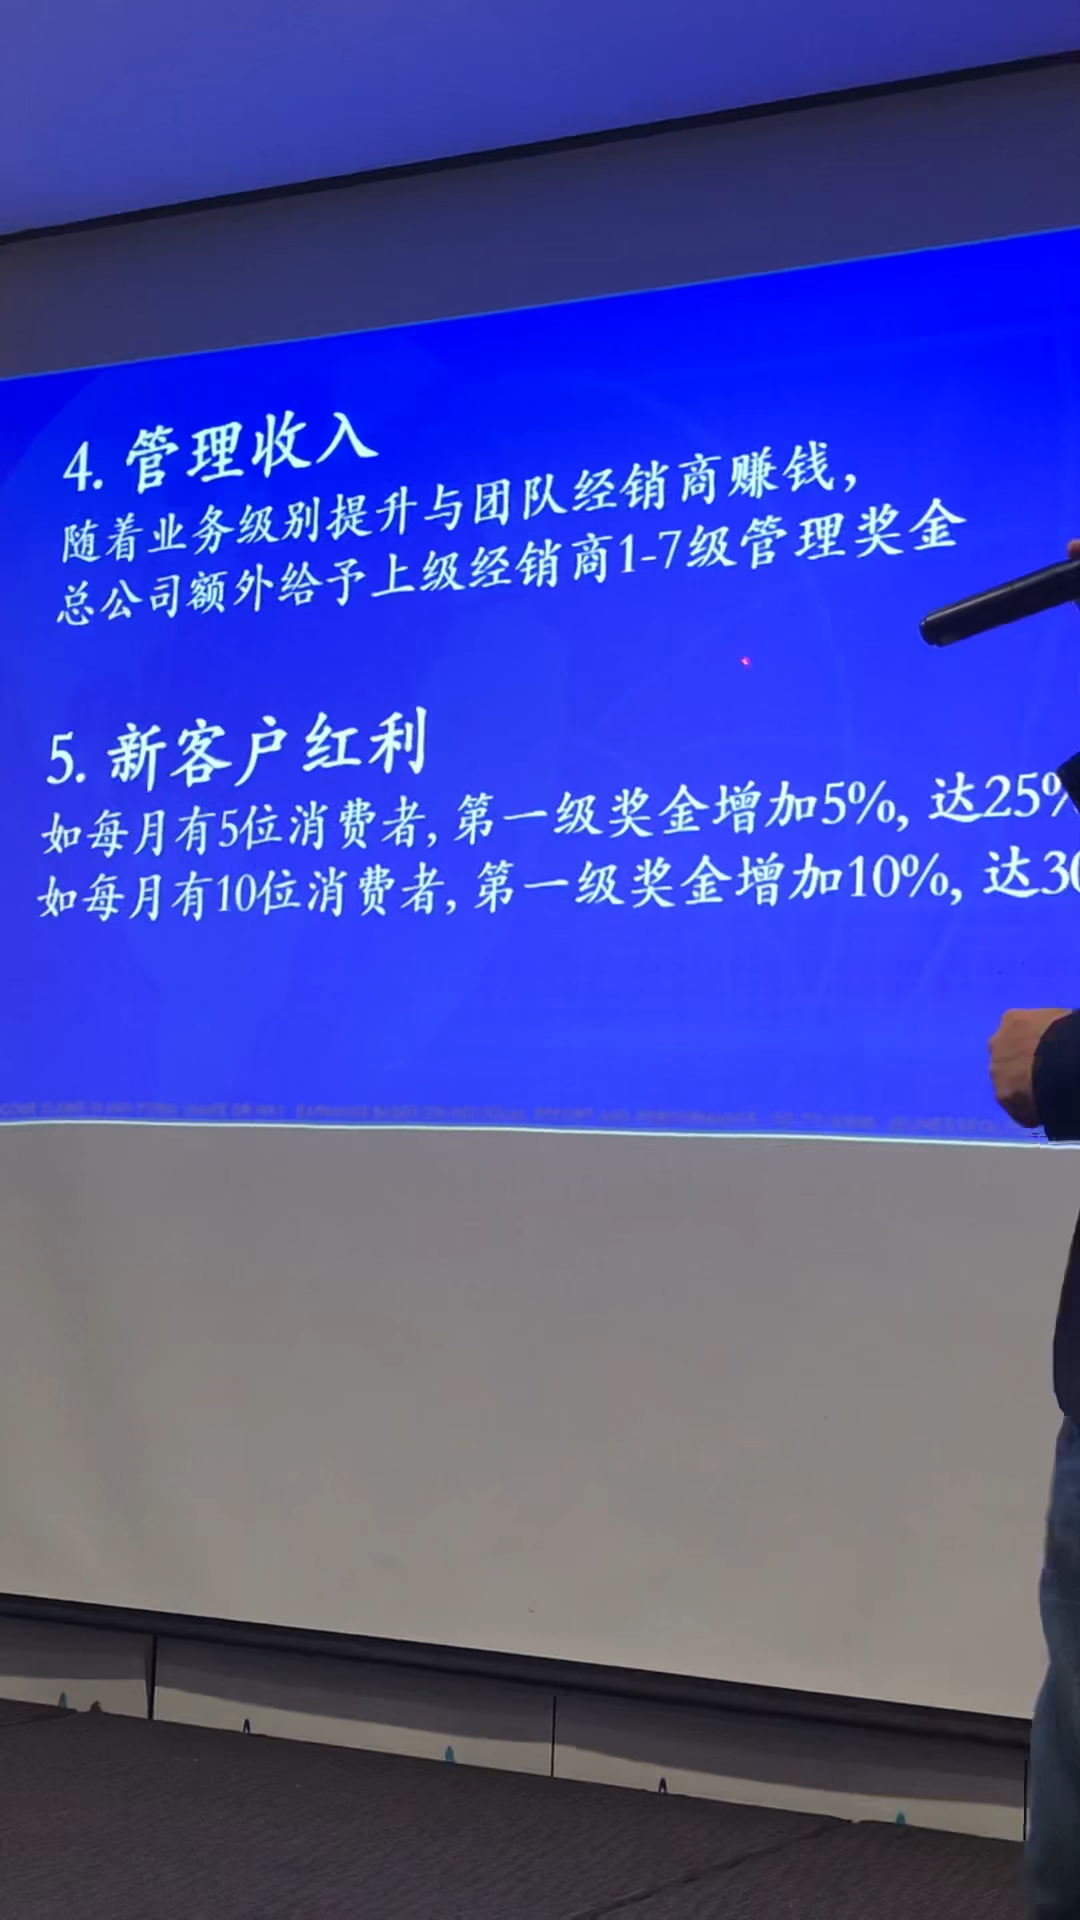 4. 管理收入
随着业务级别提升与团队经销商赚钱，
总公司额外给予上级经销商1-7级管理奖金
5. 新客户红利
如每月有5位消费者, 第一级奖金增加5%, 达25%
如每月有10位消费者, 第一级奖金增加10%, 达30